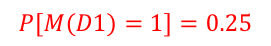 P[M(D1) = 1] = 0.25